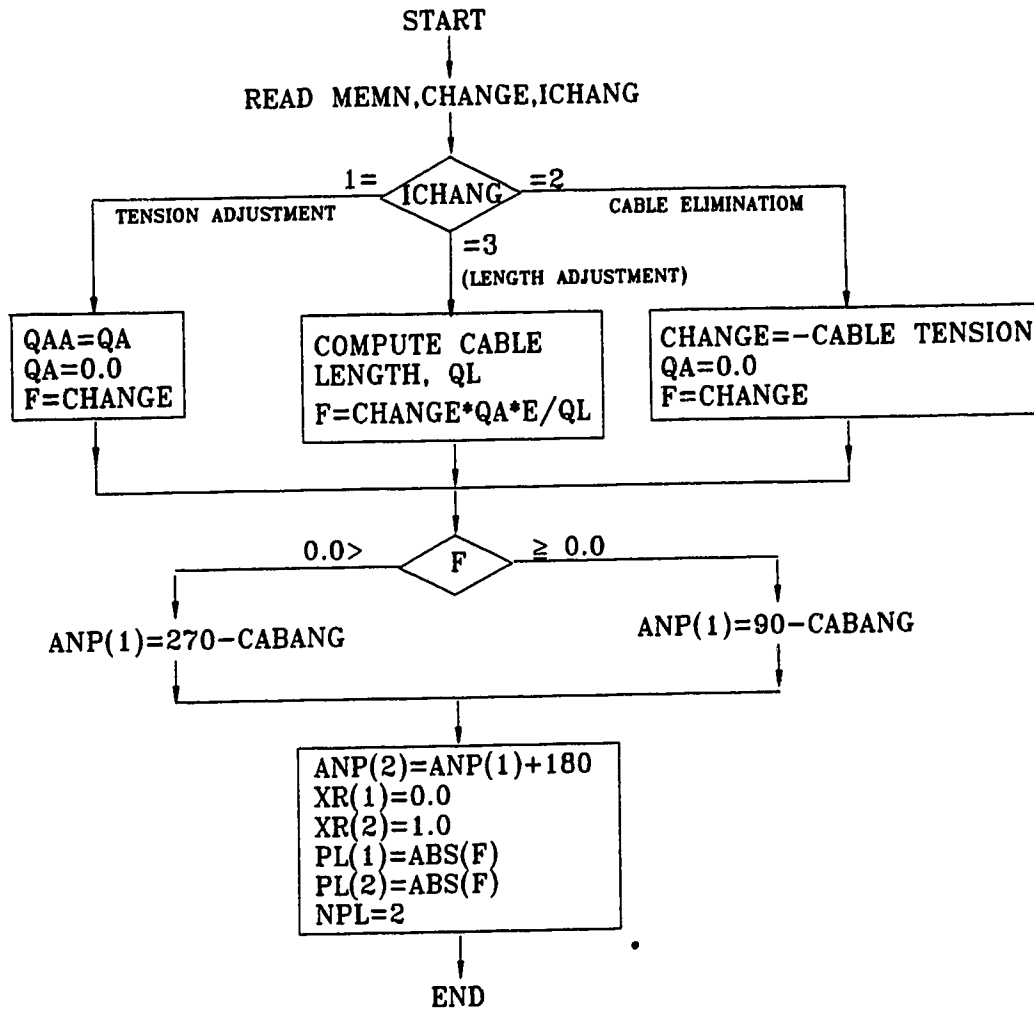 START
READ MEMN,CHANGE,ICHANG
1=
ICHANG
=2
TENSION ADJUSTMENT
CABLE ELIMINATIOM
=3
(LENGTH ADJUSTMENT)
QAA=QA
QA=0.0
F=CHANGE
COMPUTE CABLE
LENGTH, QL
F=CHANGE*QA*E/QL
CHANGE=-CABLE TENSION
QA=0.0
F=CHANGE
0.0>
F
≧ 0.0
ANP(1)=270-CABANG
ANP(1)=90-CABANG
ANP(2)=ANP(1)+180
XR(1)=0.0
XR(2)=1.0
PL(1)=ABS(F)
PL(2)=ABS(F)
NPL=2
END